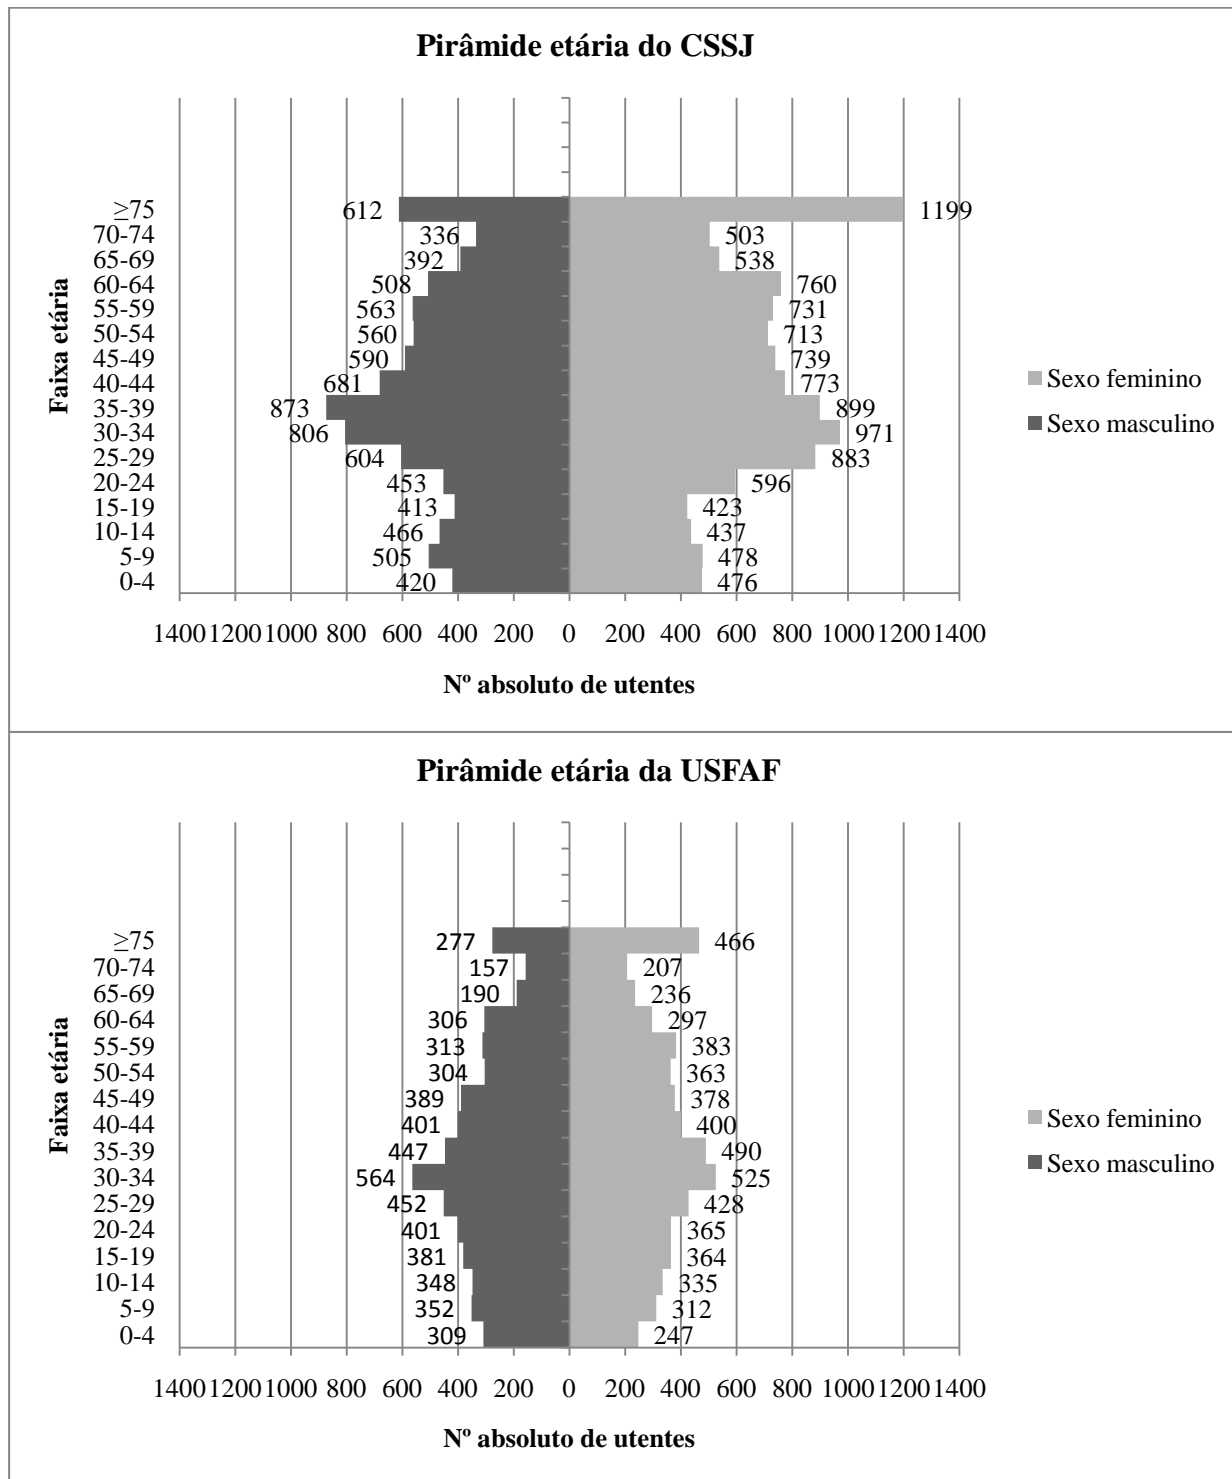 Pirâmide etária do CSSJ
Faixa etária
≥75 612 1199
70-74 336 503
65-69 392 538
60-64 508 760
55-59 563 731
50-54 560 713
45-49 590 739
40-44 681 773
35-39 873 899
30-34 806 971
25-29 604 883
20-24 453 596
15-19 413 423
10-14 466 437
5-9 505 478
0-4 420 476
Sexo feminino
Sexo masculino
1400 1200 1000 800 600 400 200 0 200 400 600 800 1000 1200 1400
Nº absoluto de utentes
Pirâmide etária da USFAF
Faixa etária
≥75 277 466
70-74 157 207
65-69 190 236
60-64 306 297
55-59 313 383
50-54 304 363
45-49 389 378
40-44 401 400
35-39 447 490
30-34 564 525
25-29 452 428
20-24 401 365
15-19 381 364
10-14 348 335
5-9 352 312
0-4 309 247
Sexo feminino
Sexo masculino
1400 1200 1000 800 600 400 200 0 200 400 600 800 1000 1200 1400
Nº absoluto de utentes